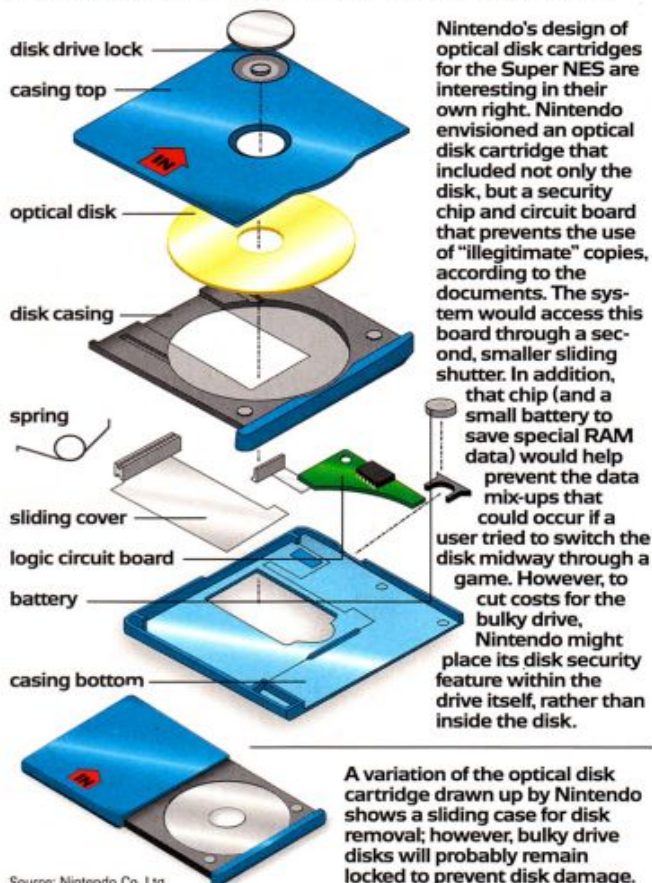 disk drive lock
casing top
IN
optical disk
disk casing
spring
sliding cover
logic circuit board
battery
casing bottom
Nintendo's design of
optical disk cartridges
for the Super NES are
interesting in their
own right. Nintendo
envisioned an optical
disk cartridge that
included not only the
disk, but a security
chip and circuit board
that prevents the use
of "illegitimate" copies,
according to the
documents. The sys-
tem would access this
board through a sec-
ond, smaller sliding
shutter. In addition,
that chip (and a
small battery to
save special RAM
data) would help
prevent the data
mix-ups that
could occur if a
user tried to switch the
disk midway through a
game. However, to
cut costs for the
bulky drive,
Nintendo might
place its disk security
feature within the
drive itself, rather than
inside the disk.
IN
A variation of the optical disk
cartridge drawn up by Nintendo
shows a sliding case for disk
removal; however, bulky drive
disks will probably remain
locked to prevent disk damage.
Source: Nintendo Co. Ltd.